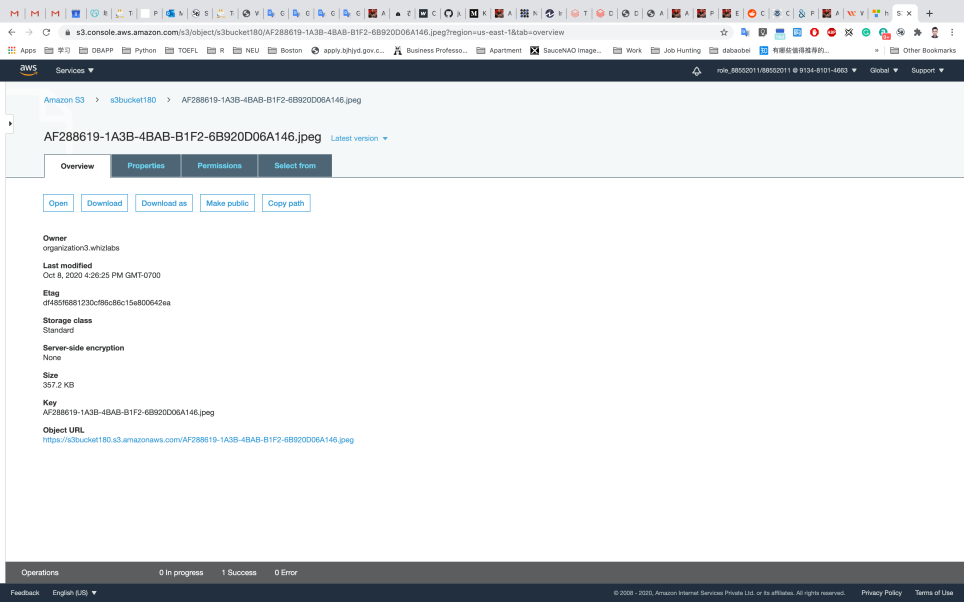 s3.console.aws.amazon.com/s3/object/s3bucket180/AF288619-1A3B-4BAB-B1F2-6B920D06A146.jpeg?region=us-east-1&tab=overview
Apps 学习 DBAPP Python TOEFL R NEU Boston apply.bjhjyd.gov.c... Business Professo... Apartment SauceNAO Image... Work Job Hunting dabaobei 有哪些值得推荐的... » Other Bookmarks
aws Services role_88552011/88552011 @ 9134-8101-4663 Global Support
Amazon S3 > s3bucket180 > AF288619-1A3B-4BAB-B1F2-6B920D06A146.jpeg
AF288619-1A3B-4BAB-B1F2-6B920D06A146.jpeg Latest version
Overview Properties Permissions Select from
Open Download Download as Make public Copy path
Owner
organization3.whizlabs
Last modified
Oct 8, 2020 4:26:25 PM GMT-0700
Etag
df485f6881230cf86c86c15e800642ea
Storage class
Standard
Server-side encryption
None
Size
357.2 KB
Key
AF288619-1A3B-4BAB-B1F2-6B920D06A146.jpeg
Object URL
https://s3bucket180.s3.amazonaws.com/AF288619-1A3B-4BAB-B1F2-6B920D06A146.jpeg
Operations 0 In progress 1 Success 0 Error
Feedback English (US) © 2008 - 2020, Amazon Internet Services Private Ltd. or its affiliates. All rights reserved. Privacy Policy Terms of Use